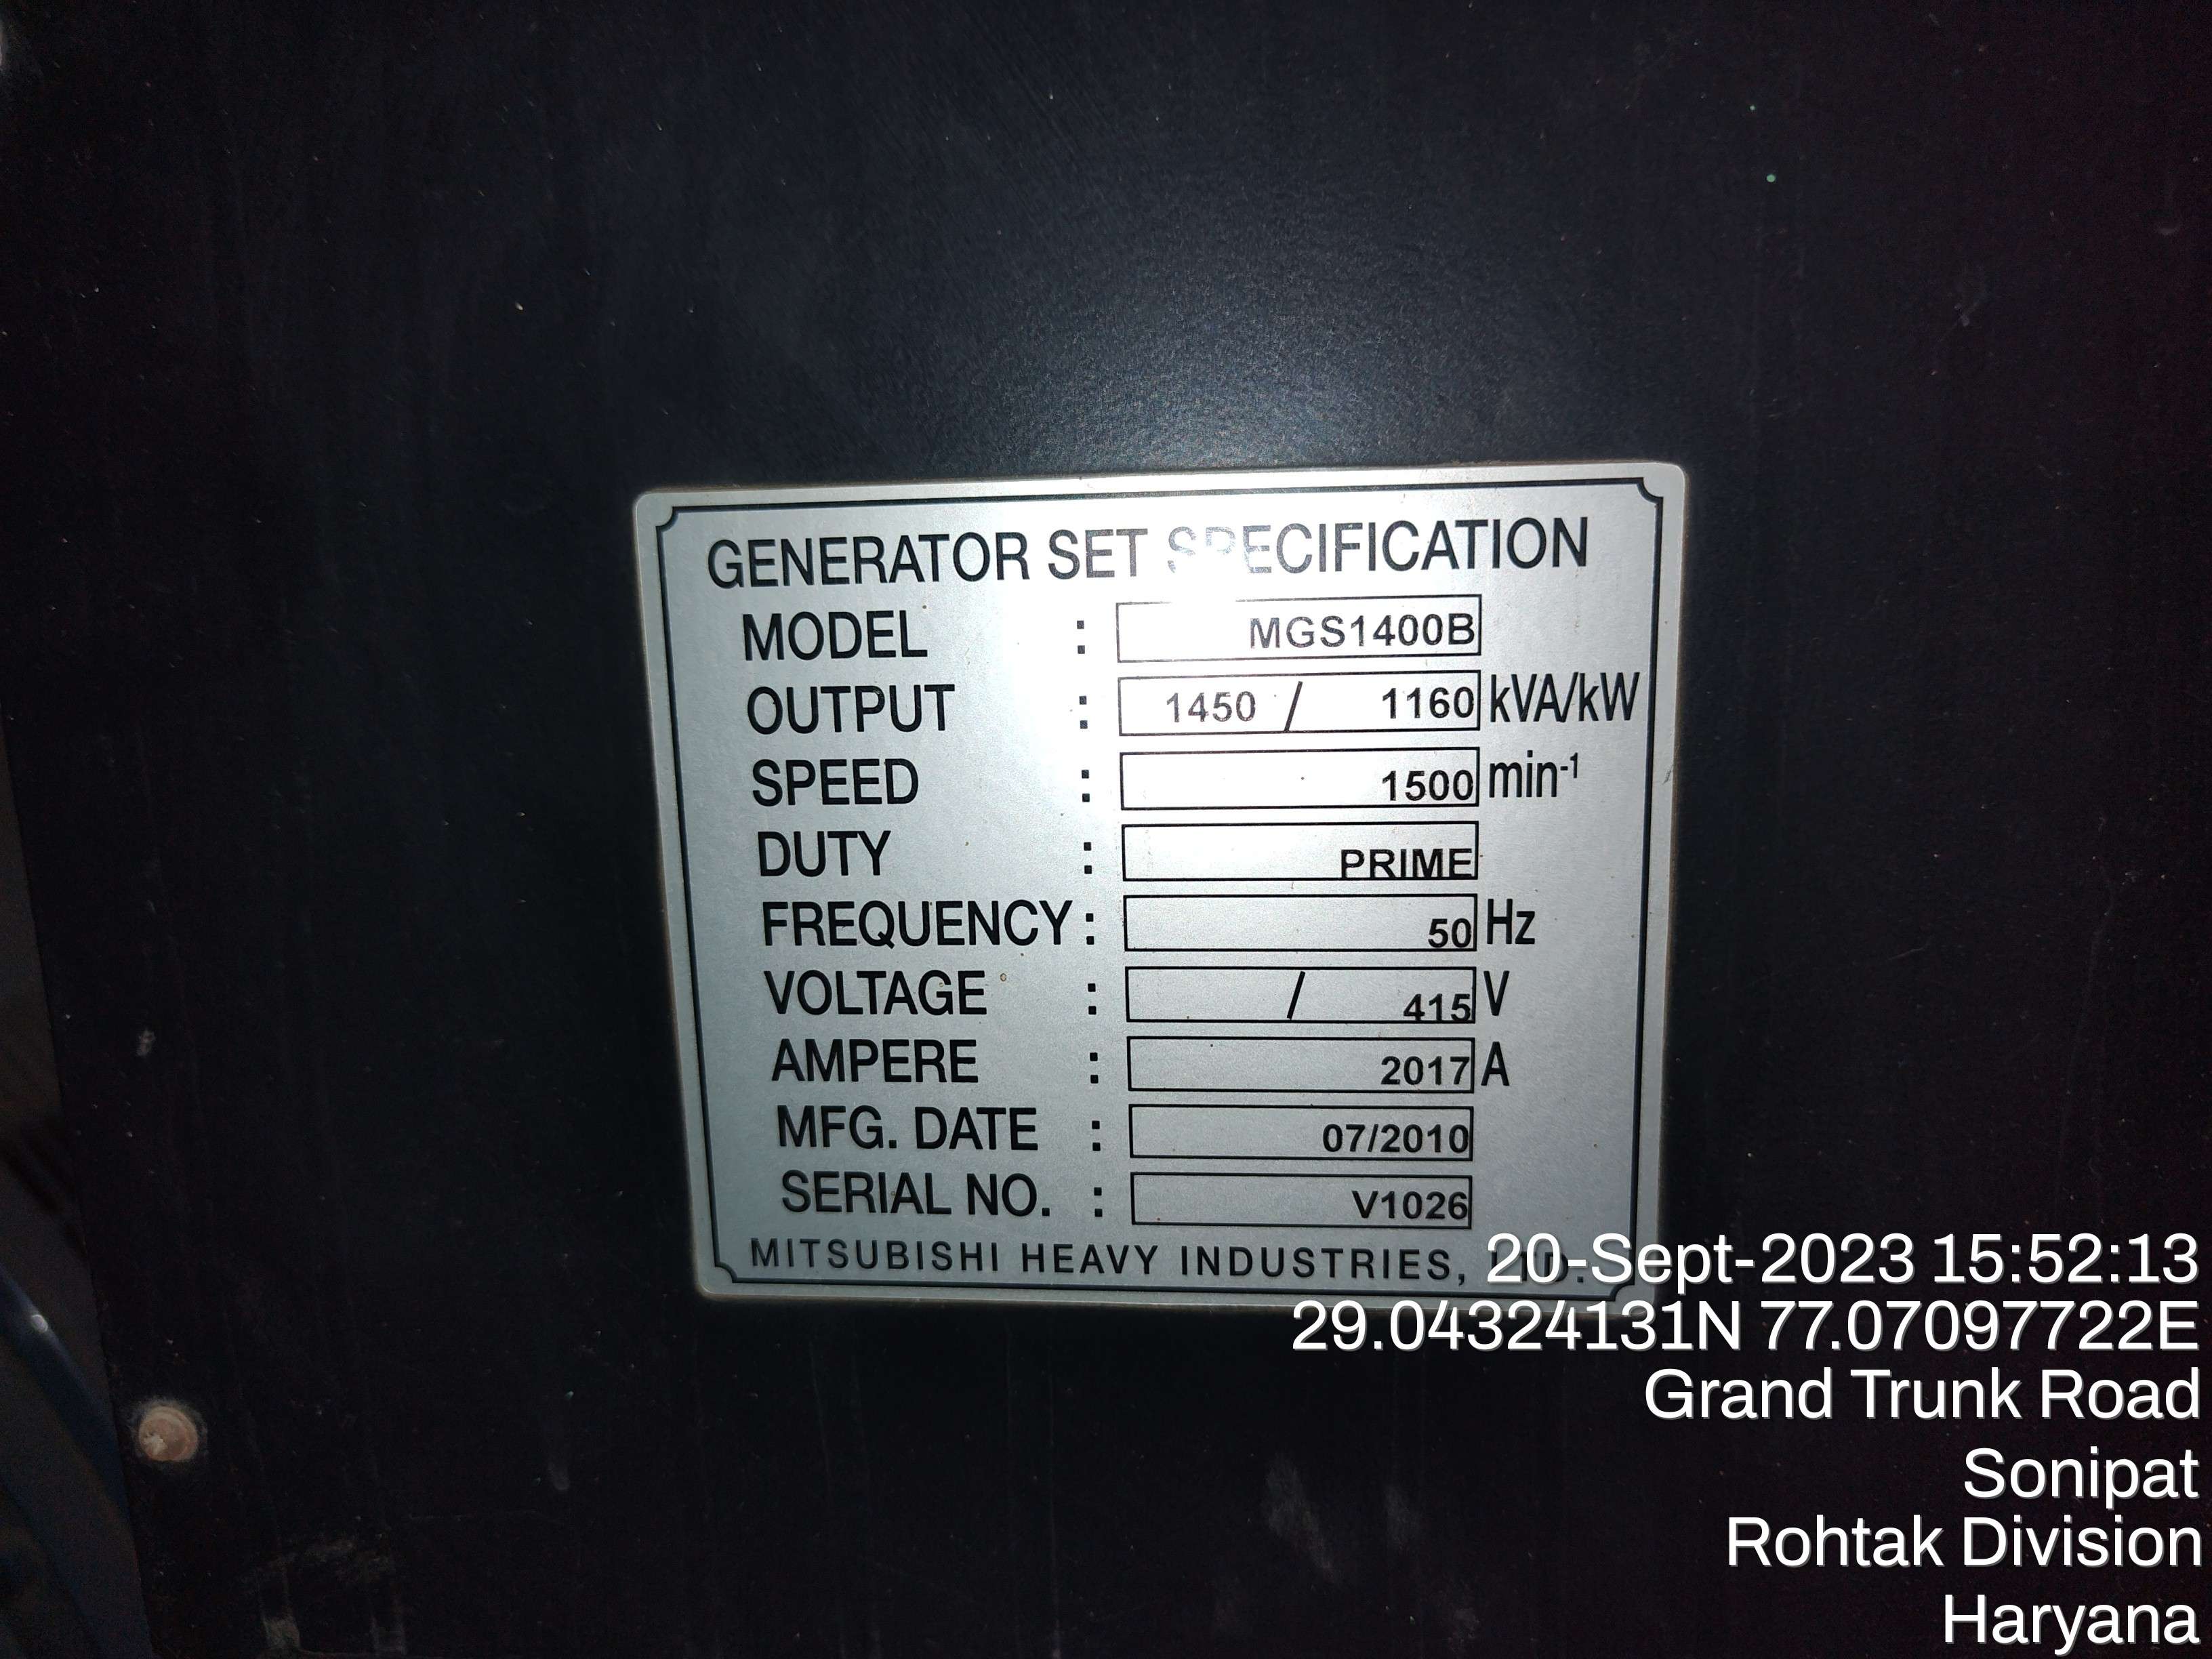 GENERATOR SET SPECIFICATION
MODEL : MGS1400B
OUTPUT : 1450 / 1160 kVA/kW
SPEED : 1500 min-1
DUTY : PRIME
FREQUENCY : 50 Hz
VOLTAGE : / 415 V
AMPERE : 2017 A
MFG. DATE : 07/2010
SERIAL NO. : V1026
MITSUBISHI HEAVY INDUSTRIES, LTD.
20-Sept-2023 15:52:13
29.04324131N 77.07097722E
Grand Trunk Road
Sonipat
Rohtak Division
Haryana